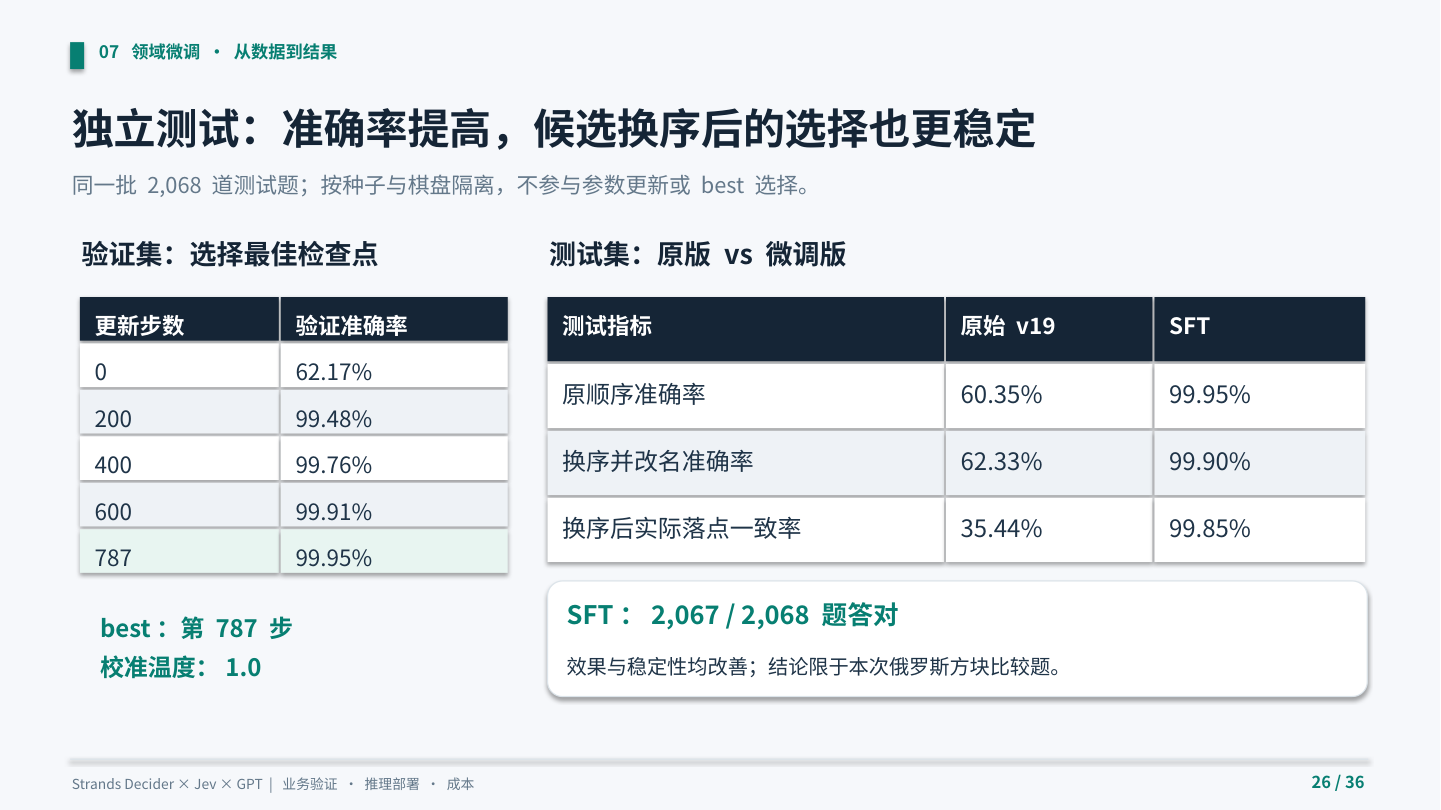 07 领域微调 · 从数据到结果
独立测试：准确率提高，候选换序后的选择也更稳定
同一批 2,068 道测试题；按种子与棋盘隔离，不参与参数更新或 best 选择。
验证集：选择最佳检查点
更新步数 验证准确率
0 62.17%
200 99.48%
400 99.76%
600 99.91%
787 99.95%
best：第 787 步
校准温度： 1.0
测试集：原版 vs 微调版
测试指标 原始 v19 SFT
原顺序准确率 60.35% 99.95%
换序并改名准确率 62.33% 99.90%
换序后实际落点一致率 35.44% 99.85%
SFT： 2,067 / 2,068 题答对
效果与稳定性均改善；结论限于本次俄罗斯方块比较题。
Strands Decider × Jev × GPT | 业务验证 · 推理部署 · 成本
26 / 36